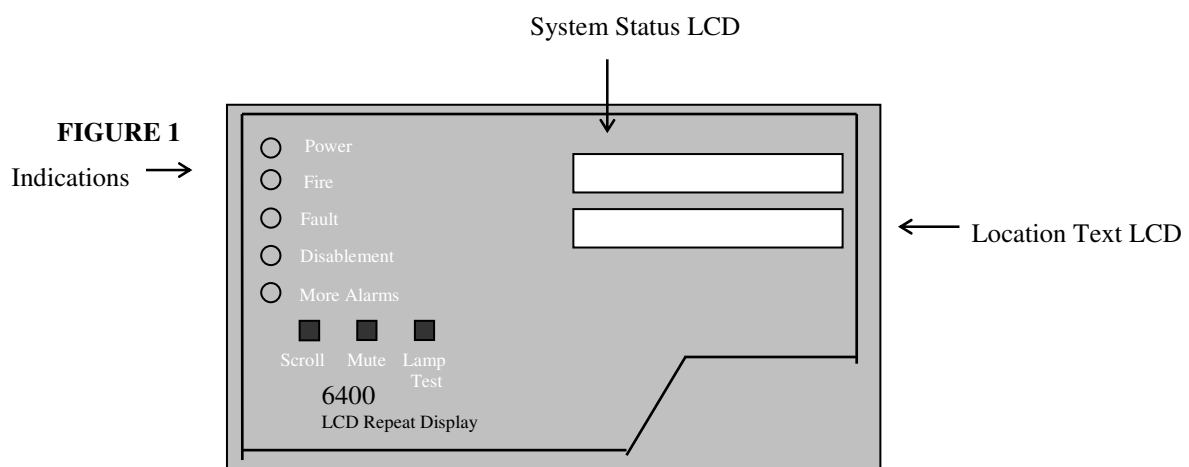 System Status LCD
FIGURE 1
Indications
Power
Fire
Fault
Disablement
More Alarms
Location Text LCD
Scroll Mute Lamp
Test
6400
LCD Repeat Display